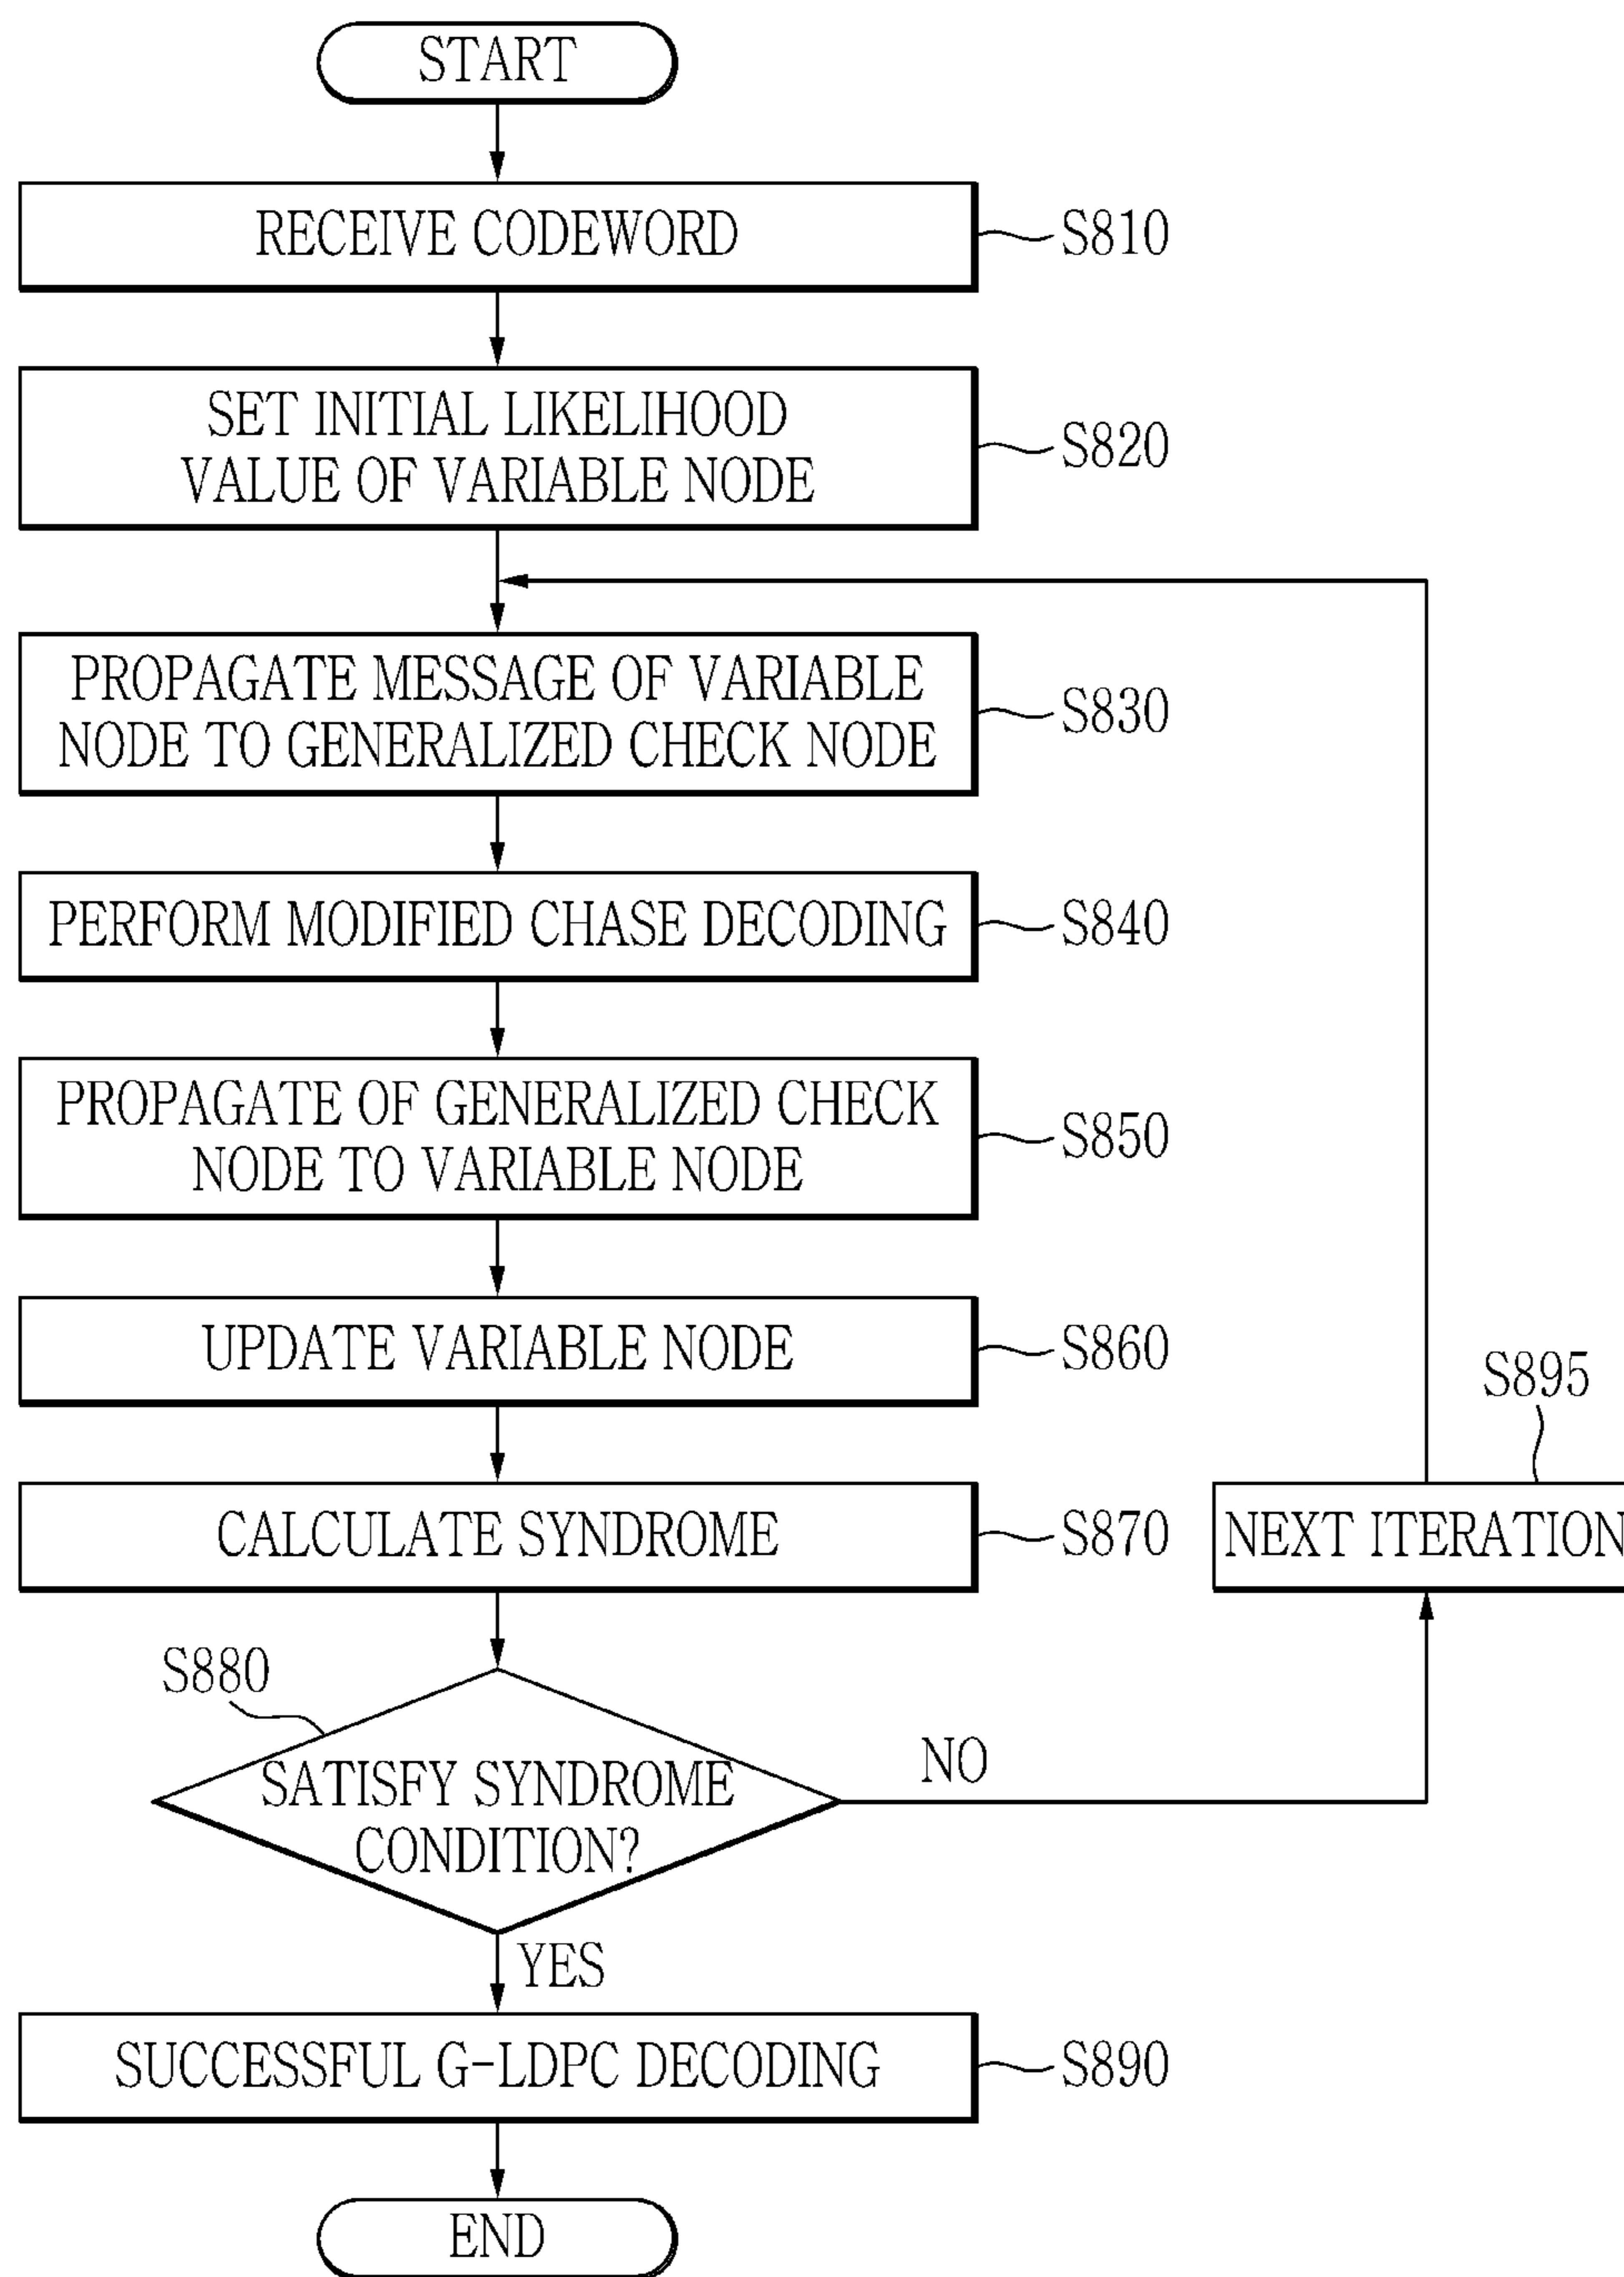 START
RECEIVE CODEWORD
S810
SET INITIAL LIKELIHOOD
VALUE OF VARIABLE NODE
S820
PROPAGATE MESSAGE OF VARIABLE
NODE TO GENERALIZED CHECK NODE
S830
PERFORM MODIFIED CHASE DECODING
S840
PROPAGATE OF GENERALIZED CHECK
NODE TO VARIABLE NODE
S850
UPDATE VARIABLE NODE
S860
S895
CALCULATE SYNDROME
S870
NEXT ITERATION
S880
SATISFY SYNDROME
CONDITION?
NO
YES
SUCCESSFUL G-LDPC DECODING
S890
END